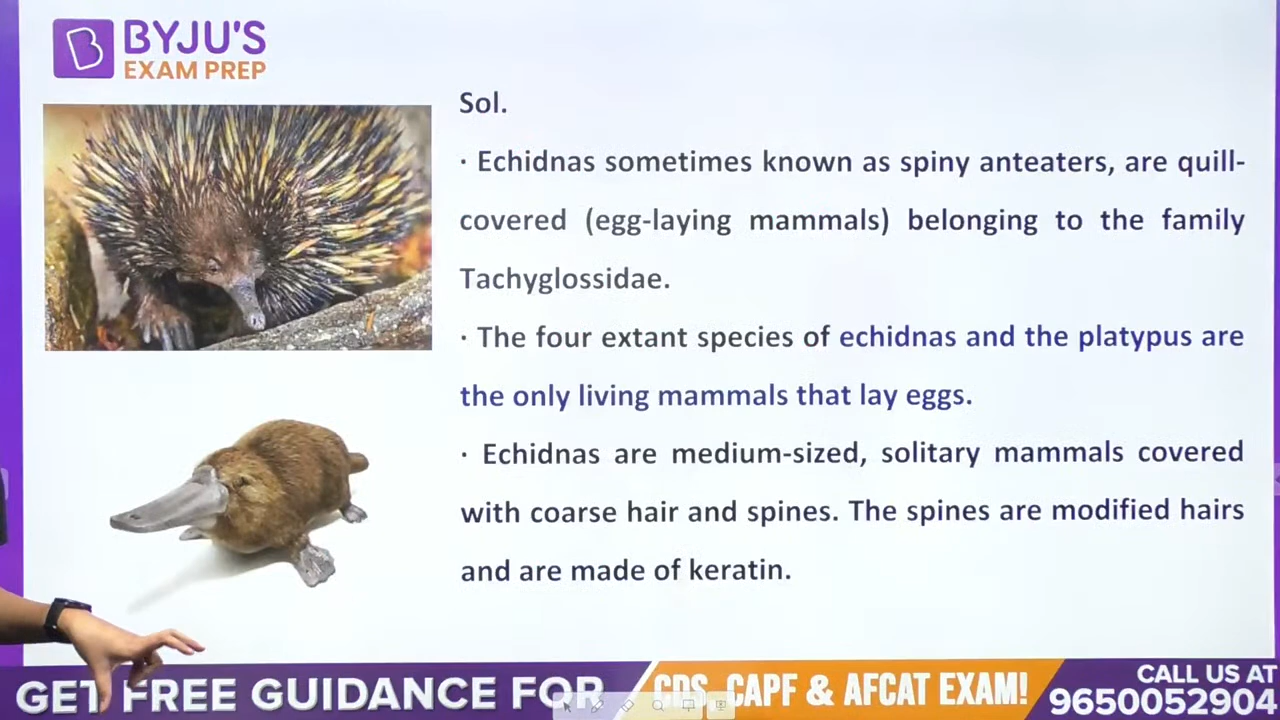 BYJU'S
EXAM PREP
Sol.
· Echidnas sometimes known as spiny anteaters, are quill-
covered (egg-laying mammals) belonging to the family
Tachyglossidae.
· The four extant species of echidnas and the platypus are
the only living mammals that lay eggs.
· Echidnas are medium-sized, solitary mammals covered
with coarse hair and spines. The spines are modified hairs
and are made of keratin.
GET FREE GUIDANCE FOR
CDS, CAPF & AFCAT EXAM!
CALL US AT
9650052904